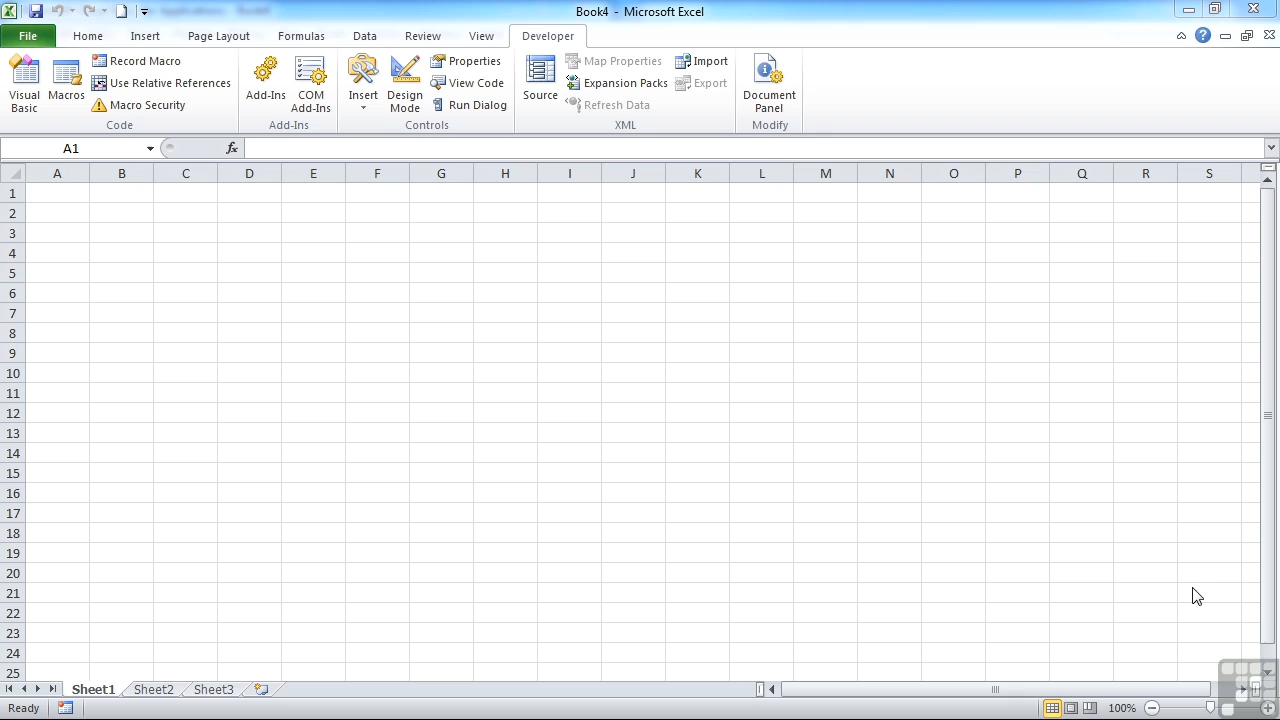 Book4 - Microsoft Excel
File Home Insert Page Layout Formulas Data Review View Developer
Visual Basic
Macros
Record Macro
Use Relative References
Macro Security
Code
Add-Ins
COM Add-Ins
Add-Ins
Insert
Design Mode
Properties
View Code
Run Dialog
Controls
Source
Map Properties
Expansion Packs
Refresh Data
Import
Export
XML
Document Panel
Modify
A1 fx
A B C D E F G H I J K L M N O P Q R S
1
2
3
4
5
6
7
8
9
10
11
12
13
14
15
16
17
18
19
20
21
22
23
24
25
Sheet1 Sheet2 Sheet3
Ready 100%